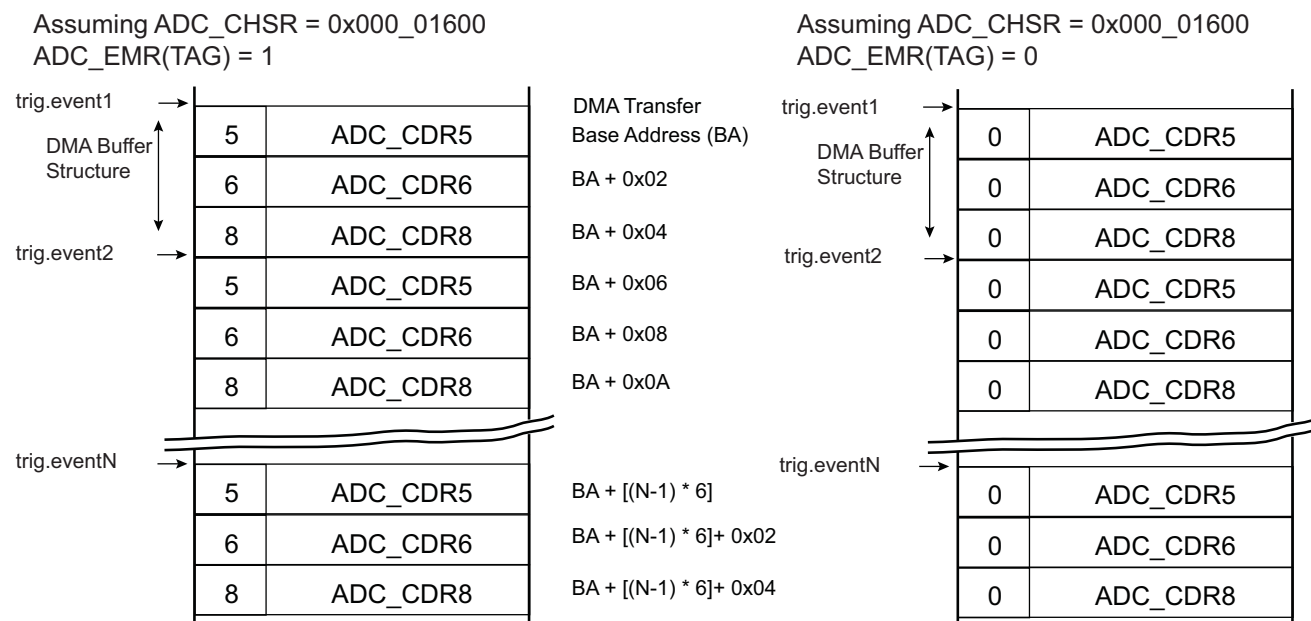 Assuming ADC_CHSR = 0x000_01600
ADC_EMR(TAG) = 1
trig.event1
DMA Buffer
Structure
5 ADC_CDR5
6 ADC_CDR6
8 ADC_CDR8
trig.event2
5 ADC_CDR5
6 ADC_CDR6
8 ADC_CDR8
trig.eventN
5 ADC_CDR5
6 ADC_CDR6
8 ADC_CDR8
DMA Transfer
Base Address (BA)
BA + 0x02
BA + 0x04
BA + 0x06
BA + 0x08
BA + 0x0A
BA + [(N-1) * 6]
BA + [(N-1) * 6]+ 0x02
BA + [(N-1) * 6]+ 0x04
Assuming ADC_CHSR = 0x000_01600
ADC_EMR(TAG) = 0
trig.event1
DMA Buffer
Structure
0 ADC_CDR5
0 ADC_CDR6
0 ADC_CDR8
trig.event2
0 ADC_CDR5
0 ADC_CDR6
0 ADC_CDR8
trig.eventN
0 ADC_CDR5
0 ADC_CDR6
0 ADC_CDR8